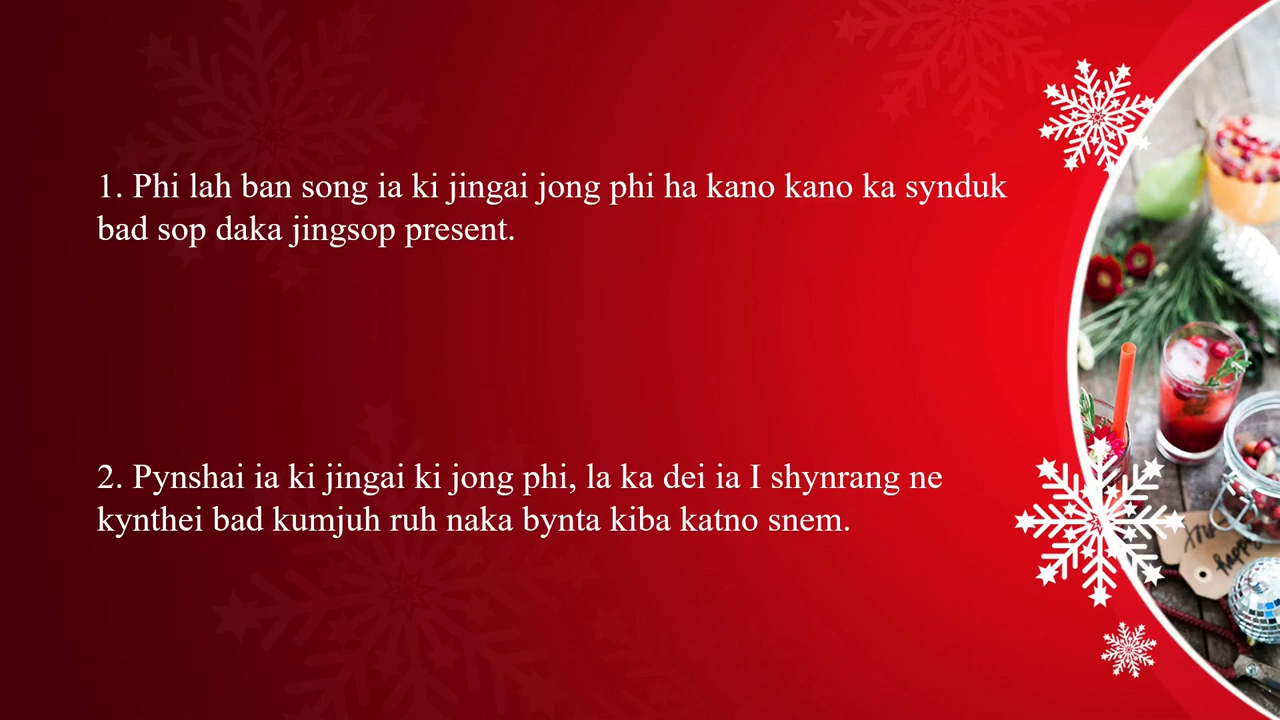 1. Phi lah ban song ia ki jingai jong phi ha kano kano ka synduk
bad sop daka jingsop present.
2. Pynshai ia ki jingai ki jong phi, la ka dei ia I shynrang ne
kynthei bad kumjuh ruh naka bynta kiba katno snem.